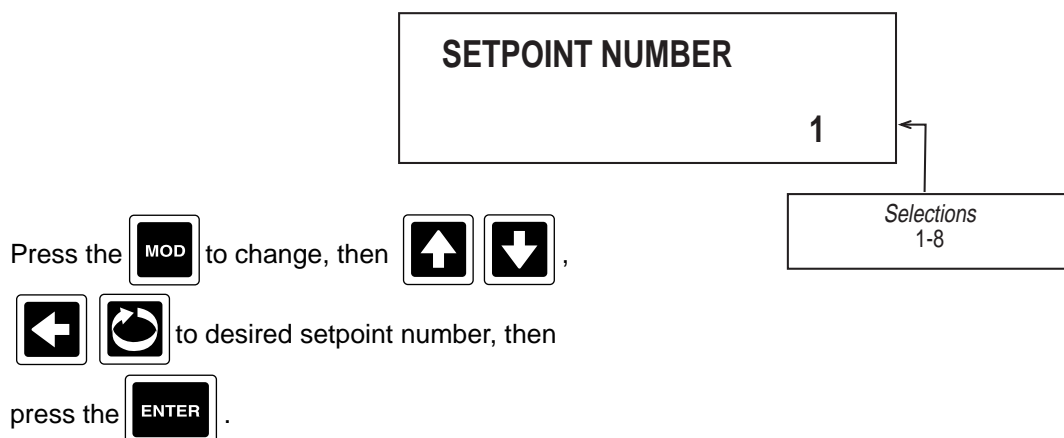 SETPOINT NUMBER
1
Selections
1-8
Press the MOD to change, then ,
to desired setpoint number, then
press the ENTER .